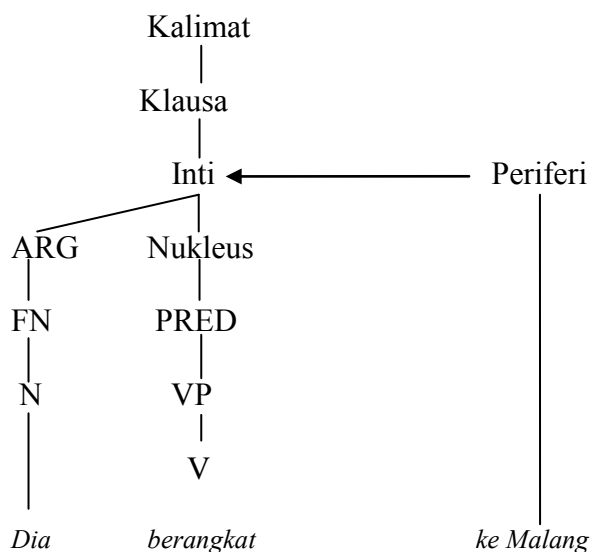 Kalimat
Klausa
Inti Periferi
ARG Nukleus
FN PRED
N VP
V
Dia berangkat ke Malang